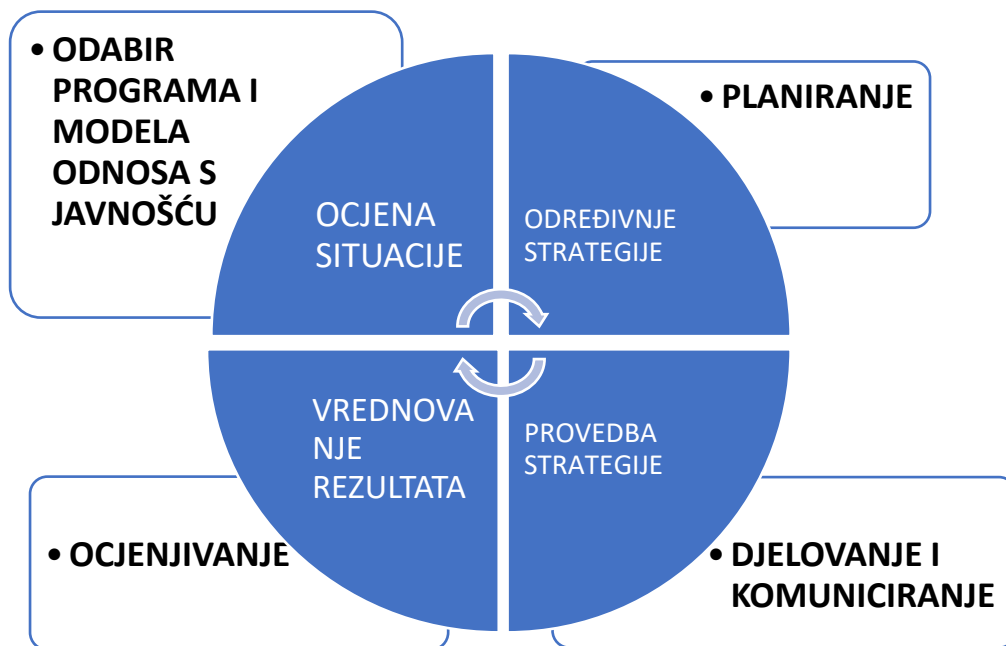 • ODABIR
PROGRAMA I
MODELA
ODNOSA S
JAVNOŠĆU
• PLANIRANJE
OCJENA
SITUACIJE
ODREĐIVNJE
STRATEGIJE
VREDNOVA
NJE
REZULTATA
PROVEDBA
STRATEGIJE
• OCJENJIVANJE
• DJELOVANJE I
KOMUNICIRANJE